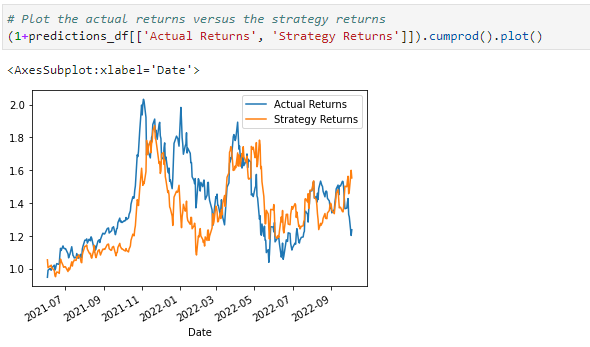 # Plot the actual returns versus the strategy returns
(1+predictions_df[['Actual Returns', 'Strategy Returns']]).cumprod().plot()
<AxesSubplot:xlabel='Date'>
Actual Returns
Strategy Returns
2.0
1.8
1.6
1.4
1.2
1.0
2021-07
2021-09
2021-11
2022-01
2022-03
2022-05
2022-07
2022-09
Date